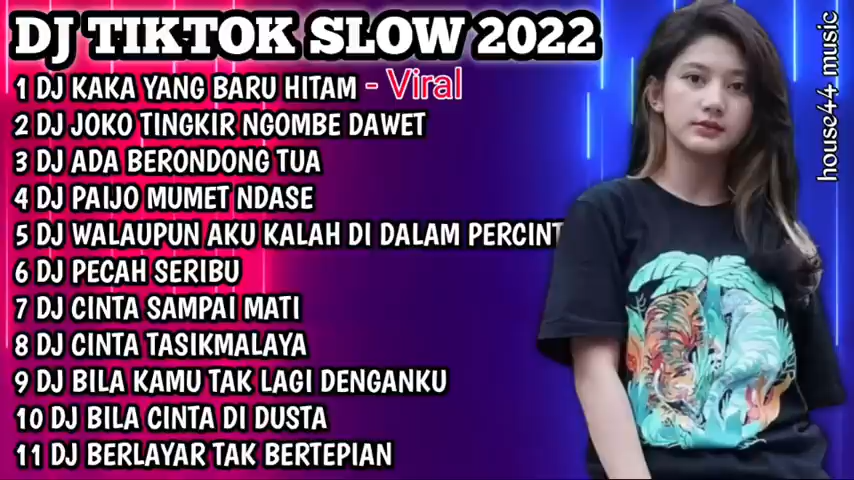 DJ TIKTOK SLOW 2022
1 DJ KAKA YANG BARU HITAM - Viral
2 DJ JOKO TINGKIR NGOMBE DAWET
3 DJ ADA BERONDONG TUA
4 DJ PAIJO MUMET NDASE
5 DJ WALAUPUN AKU KALAH DI DALAM PERCINT
6 DJ PECAH SERIBU
7 DJ CINTA SAMPAI MATI
8 DJ CINTA TASIKMALAYA
9 DJ BILA KAMU TAK LAGI DENGANKU
10 DJ BILA CINTA DI DUSTA
11 DJ BERLAYAR TAK BERTEPIAN
house44 music